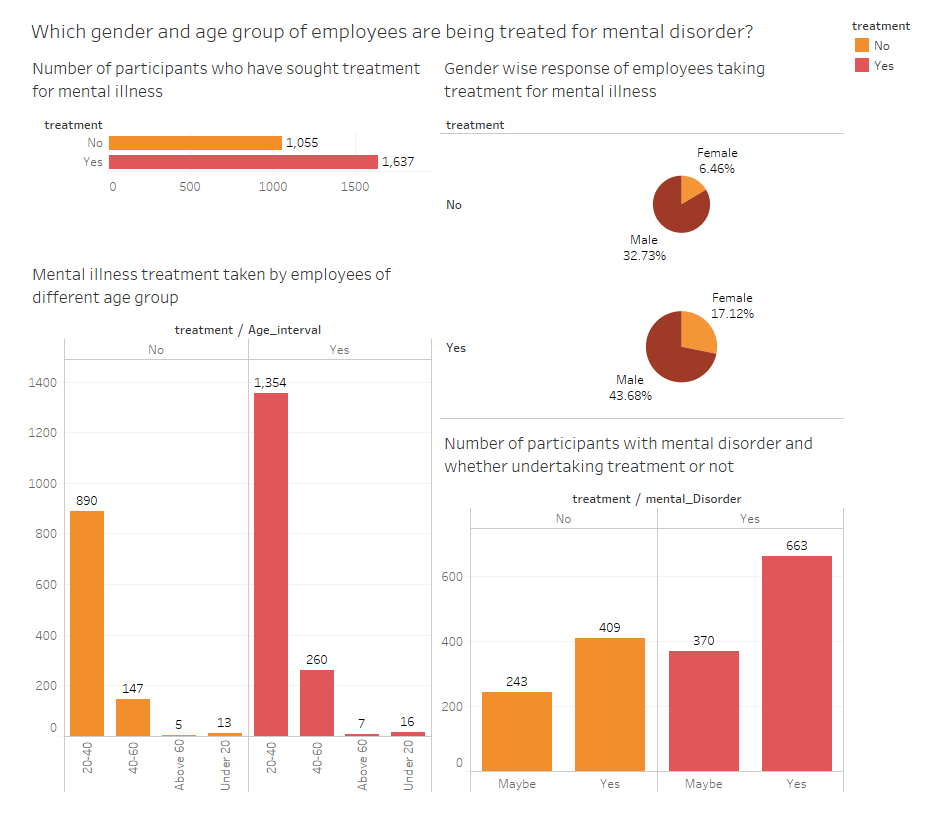 Which gender and age group of employees are being treated for mental disorder?
treatment
No
Yes
Number of participants who have sought treatment
for mental illness
treatment
No
1,055
Yes
1,637
0 500 1000 1500
Gender wise response of employees taking
treatment for mental illness
treatment
No
Female
6.46%
Male
32.73%
Yes
Female
17.12%
Male
43.68%
Mental illness treatment taken by employees of
different age group
treatment / Age_interval
No Yes
1400
1200
1000
800
600
400
200
0
890
147
5
13
1,354
260
7
16
20-40
40-60
Above 60
Under 20
20-40
40-60
Above 60
Under 20
Number of participants with mental disorder and
whether undertaking treatment or not
treatment / mental_Disorder
No Yes
600
400
200
0
243
409
370
663
Maybe Yes Maybe Yes